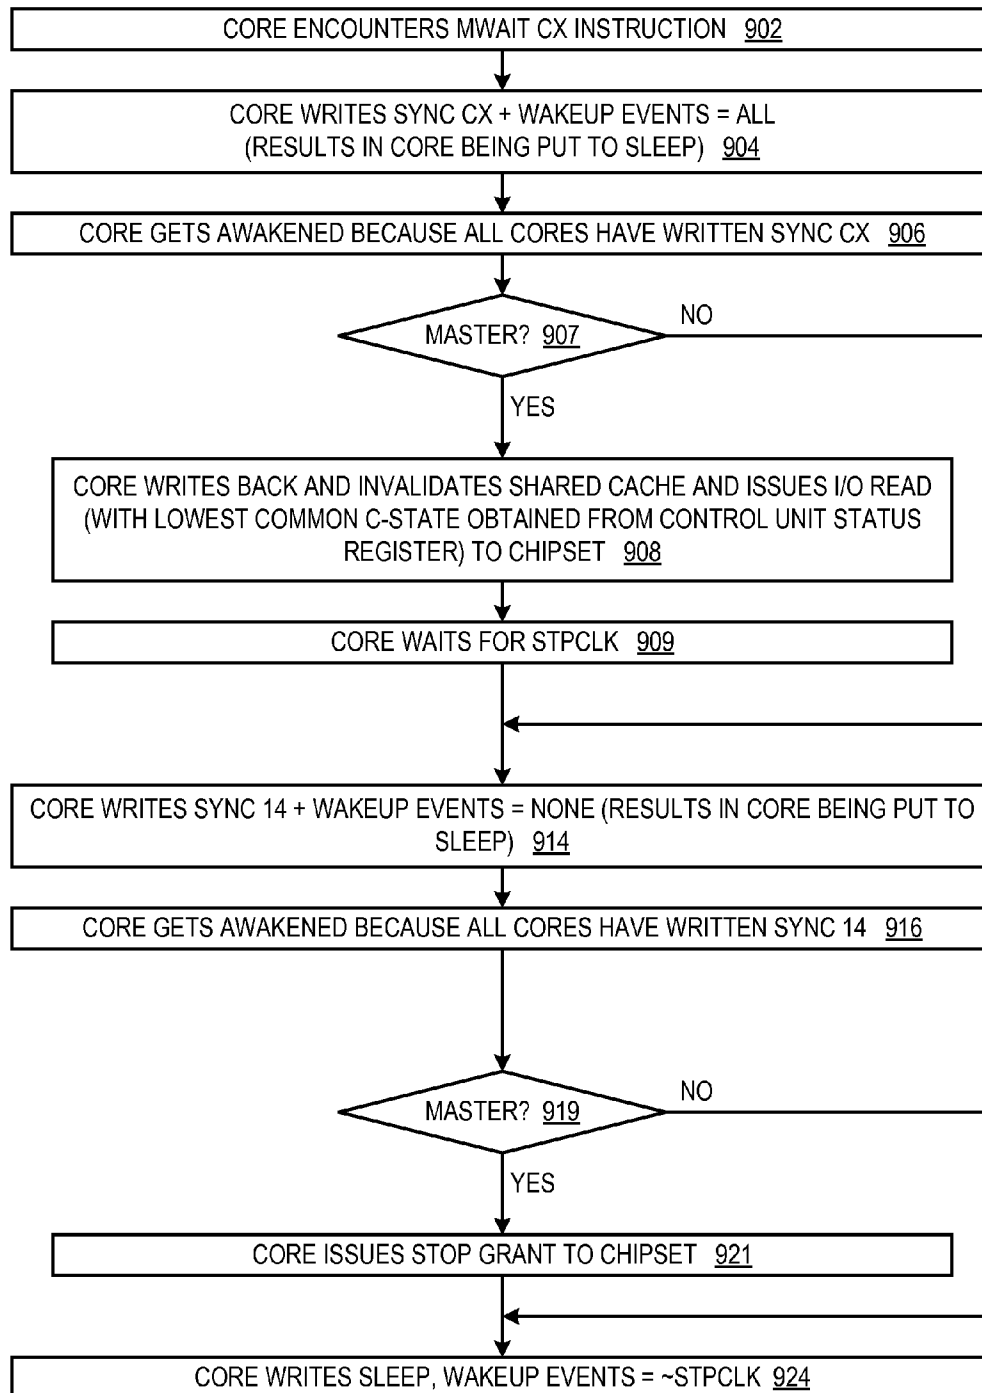 CORE ENCOUNTERS MWAIT CX INSTRUCTION 902
CORE WRITES SYNC CX + WAKEUP EVENTS = ALL
(RESULTS IN CORE BEING PUT TO SLEEP) 904
CORE GETS AWAKENED BECAUSE ALL CORES HAVE WRITTEN SYNC CX 906
MASTER? 907
NO
YES
CORE WRITES BACK AND INVALIDATES SHARED CACHE AND ISSUES I/O READ
(WITH LOWEST COMMON C-STATE OBTAINED FROM CONTROL UNIT STATUS
REGISTER) TO CHIPSET 908
CORE WAITS FOR STPCLK 909
CORE WRITES SYNC 14 + WAKEUP EVENTS = NONE (RESULTS IN CORE BEING PUT TO
SLEEP) 914
CORE GETS AWAKENED BECAUSE ALL CORES HAVE WRITTEN SYNC 14 916
MASTER? 919
NO
YES
CORE ISSUES STOP GRANT TO CHIPSET 921
CORE WRITES SLEEP, WAKEUP EVENTS = ~STPCLK 924